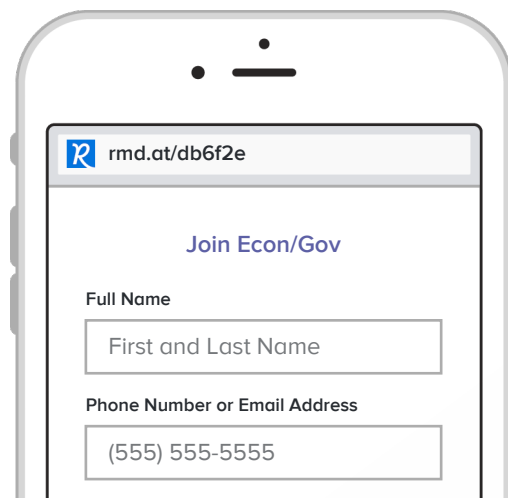 rmd.at/db6f2e
Join Econ/Gov
Full Name
First and Last Name
Phone Number or Email Address
(555) 555-5555